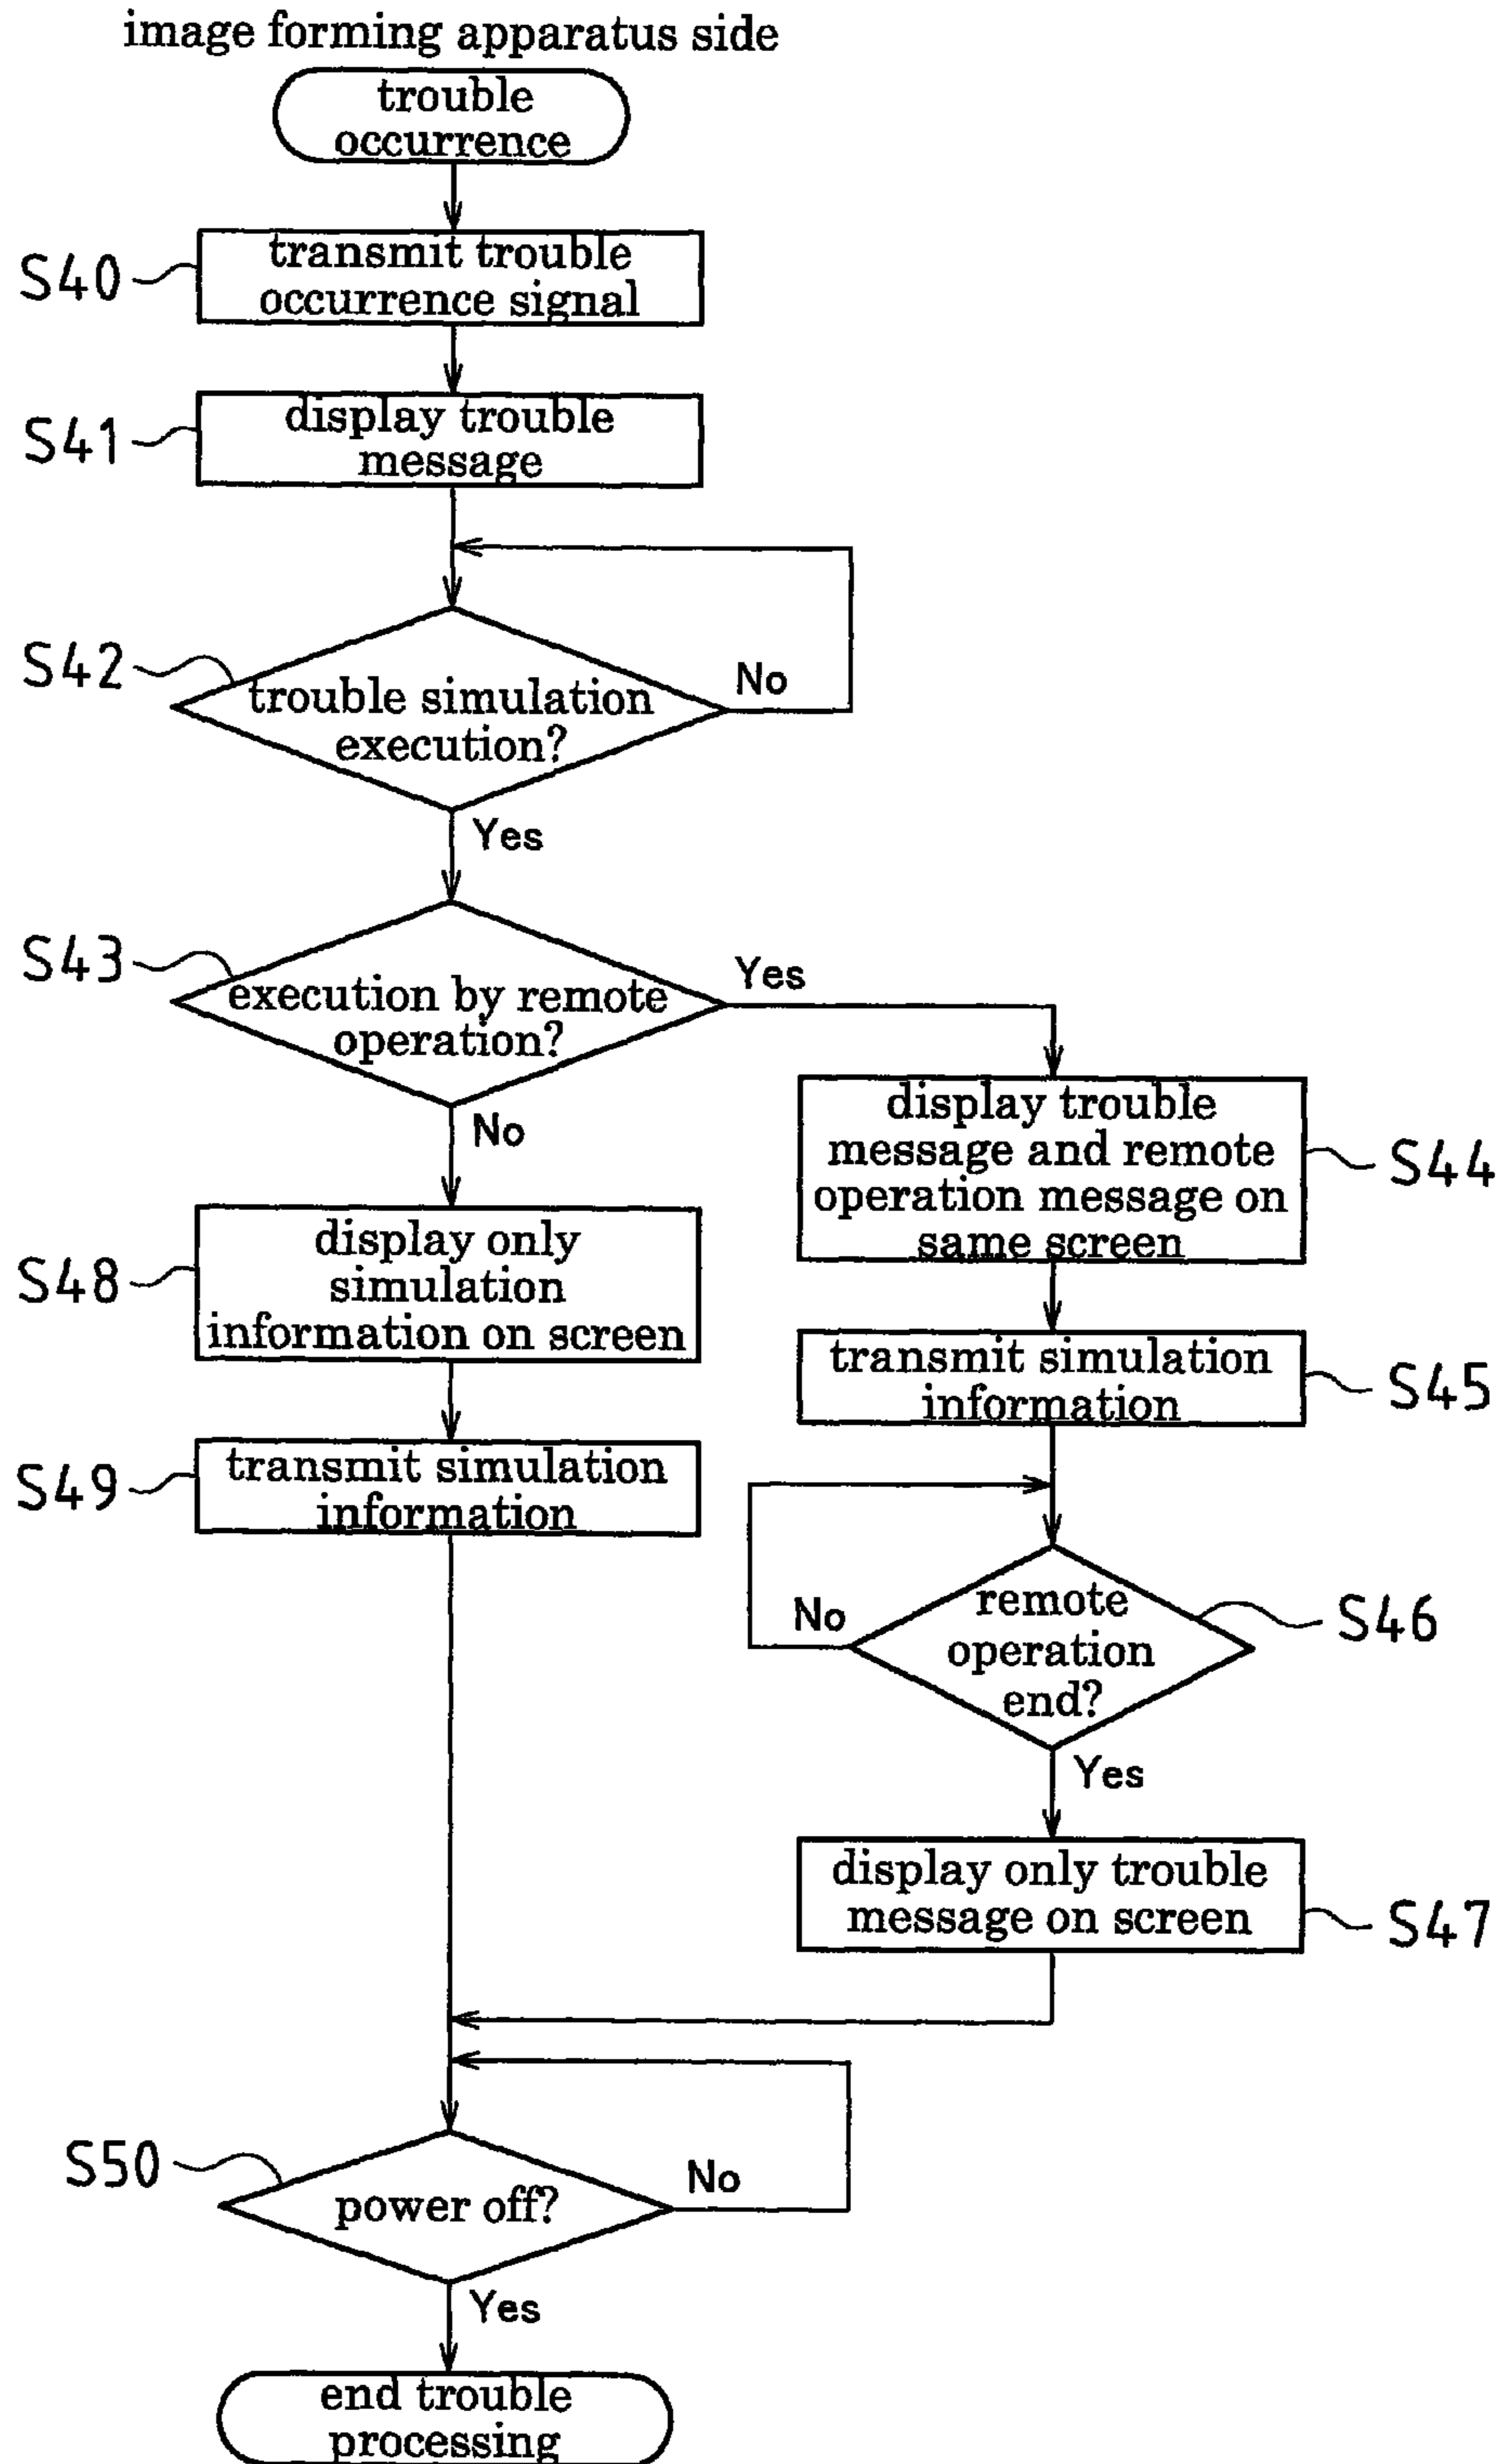 image forming apparatus side
trouble
occurrence
S40
transmit trouble
occurrence signal
S41
display trouble
message
S42
trouble simulation
execution?
No
Yes
S43
execution by remote
operation?
Yes
No
display trouble
message and remote
operation message on
same screen
S44
S48
display only
simulation
information on screen
transmit simulation
information
S45
S49
transmit simulation
information
remote
operation
end?
S46
No
Yes
display only trouble
message on screen
S47
S50
power off?
No
Yes
end trouble
processing